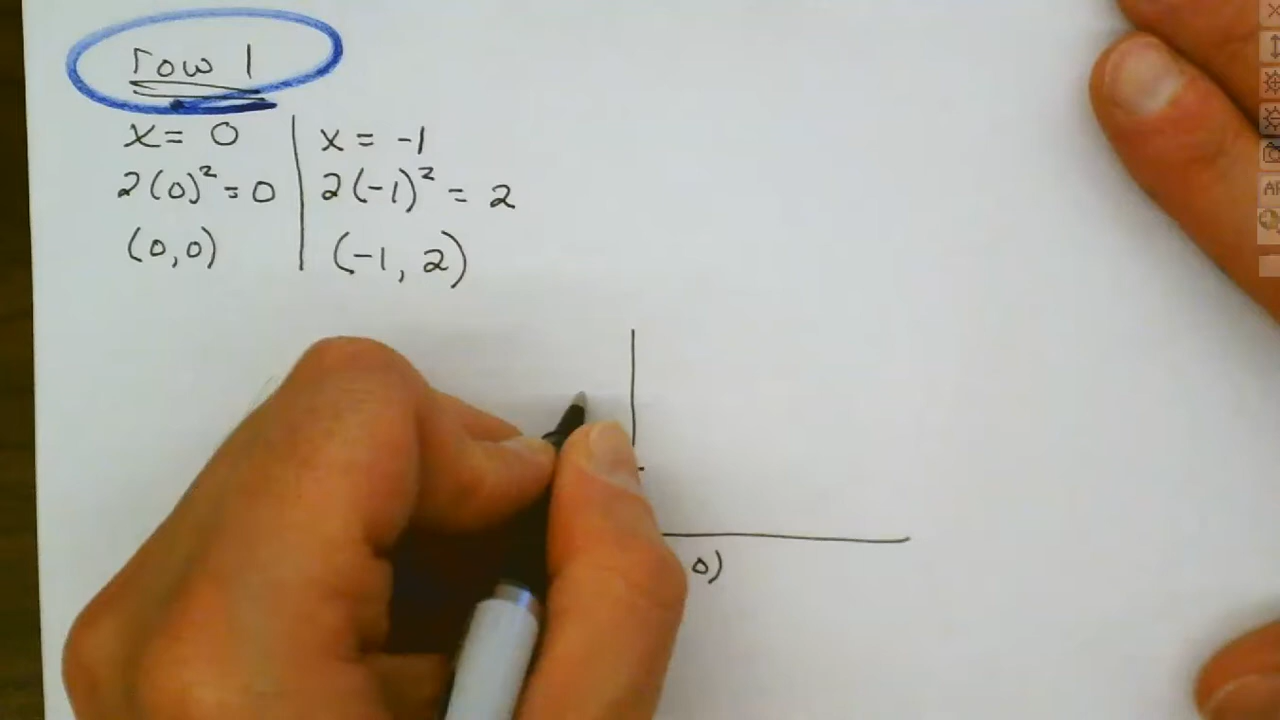 row 1
x = 0
2(0)² = 0
(0,0)
x = -1
2(-1)² = 2
(-1, 2)
0)